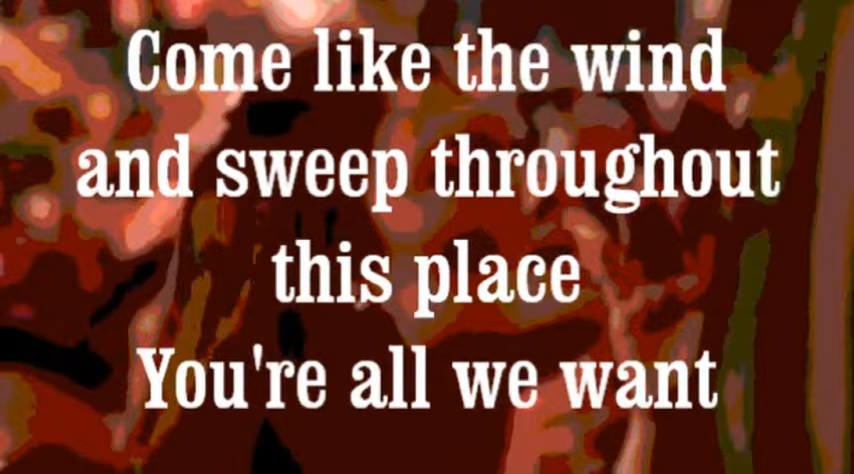 Come like the wind
and sweep throughout
this place
You're all we want